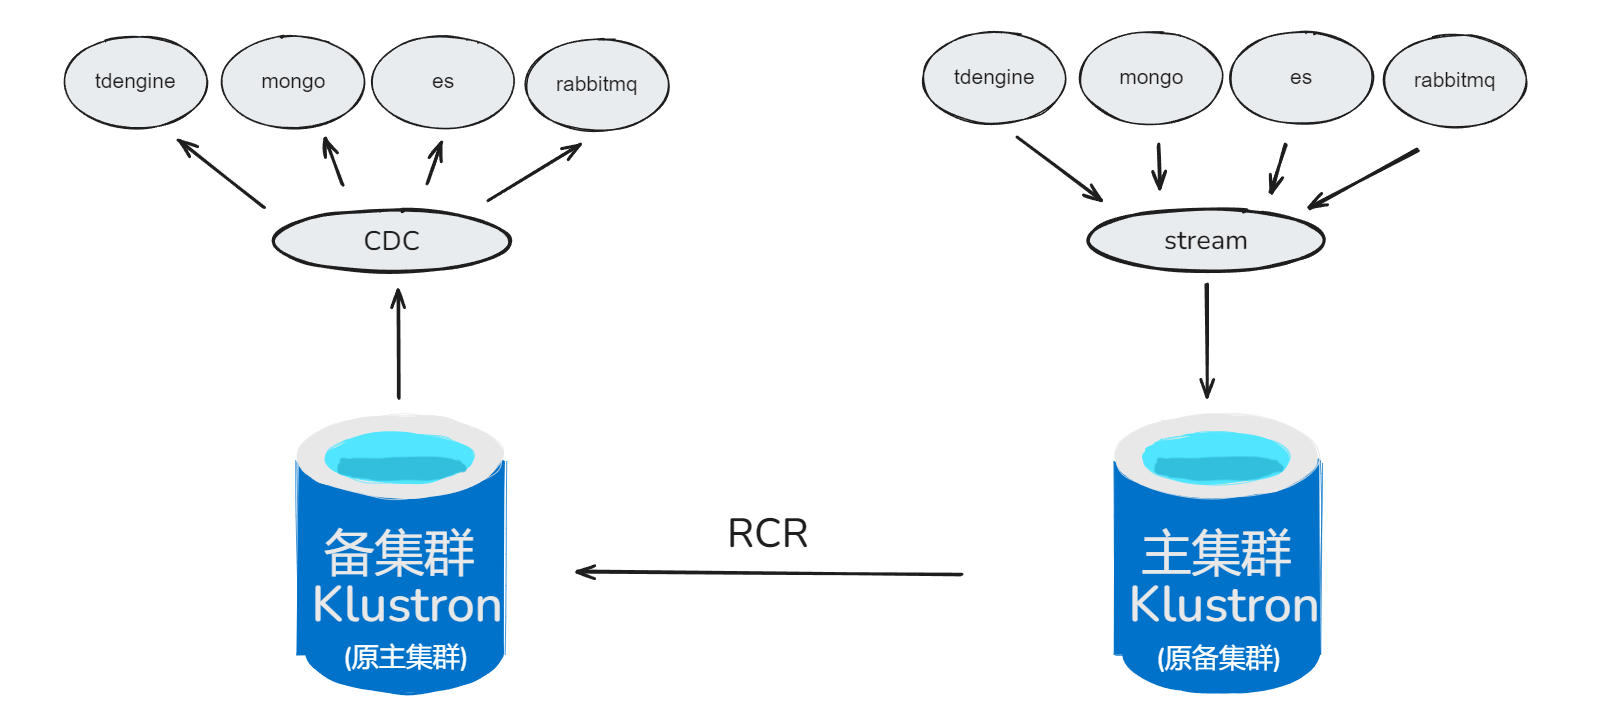 tdengine
mongo
es
rabbitmq
tdengine
mongo
es
rabbitmq
CDC
stream
RCR
备集群
Klustron
(原主集群)
主集群
Klustron
(原备集群)